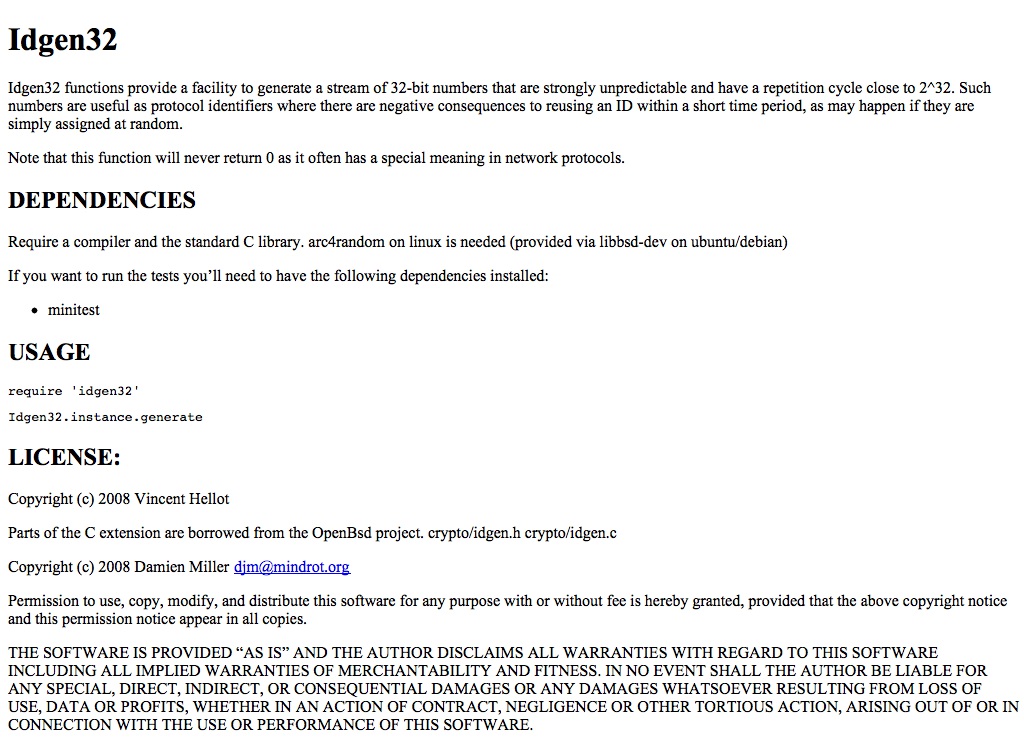 Idgen32
Idgen32 functions provide a facility to generate a stream of 32-bit numbers that are strongly unpredictable and have a repetition cycle close to 2^32. Such
numbers are useful as protocol identifiers where there are negative consequences to reusing an ID within a short time period, as may happen if they are
simply assigned at random.
Note that this function will never return 0 as it often has a special meaning in network protocols.
DEPENDENCIES
Require a compiler and the standard C library. arc4random on linux is needed (provided via libbsd-dev on ubuntu/debian)
If you want to run the tests you’ll need to have the following dependencies installed:
• minitest
USAGE
require 'idgen32'
Idgen32.instance.generate
LICENSE:
Copyright (c) 2008 Vincent Hellot
Parts of the C extension are borrowed from the OpenBsd project. crypto/idgen.h crypto/idgen.c
Copyright (c) 2008 Damien Miller djm@mindrot.org
Permission to use, copy, modify, and distribute this software for any purpose with or without fee is hereby granted, provided that the above copyright notice
and this permission notice appear in all copies.
THE SOFTWARE IS PROVIDED “AS IS” AND THE AUTHOR DISCLAIMS ALL WARRANTIES WITH REGARD TO THIS SOFTWARE
INCLUDING ALL IMPLIED WARRANTIES OF MERCHANTABILITY AND FITNESS. IN NO EVENT SHALL THE AUTHOR BE LIABLE FOR
ANY SPECIAL, DIRECT, INDIRECT, OR CONSEQUENTIAL DAMAGES OR ANY DAMAGES WHATSOEVER RESULTING FROM LOSS OF
USE, DATA OR PROFITS, WHETHER IN AN ACTION OF CONTRACT, NEGLIGENCE OR OTHER TORTIOUS ACTION, ARISING OUT OF OR IN
CONNECTION WITH THE USE OR PERFORMANCE OF THIS SOFTWARE.